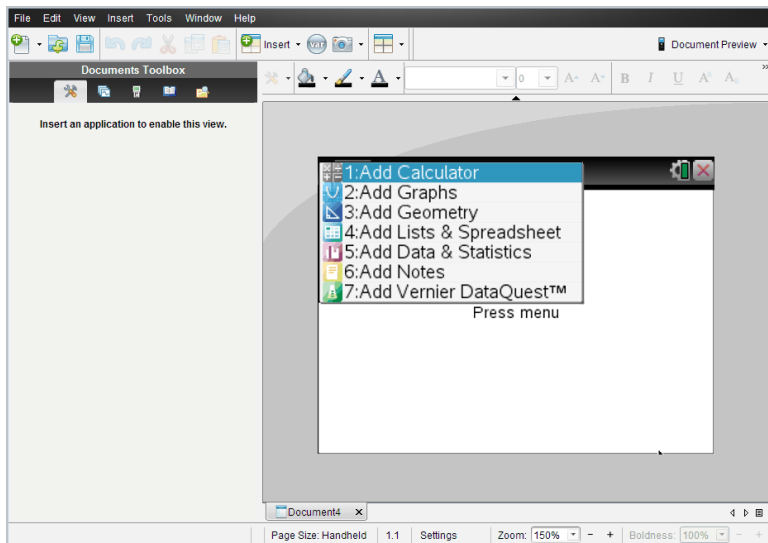 File Edit View Insert Tools Window Help
Insert
Document Preview
Documents Toolbox
0 A A B I U A A
Insert an application to enable this view.
1:Add Calculator
2:Add Graphs
3:Add Geometry
4:Add Lists & Spreadsheet
5:Add Data & Statistics
6:Add Notes
7:Add Vernier DataQuest™
Press menu
Document4
Page Size: Handheld 1.1 Settings Zoom: 150% - + Boldness: 100% - +